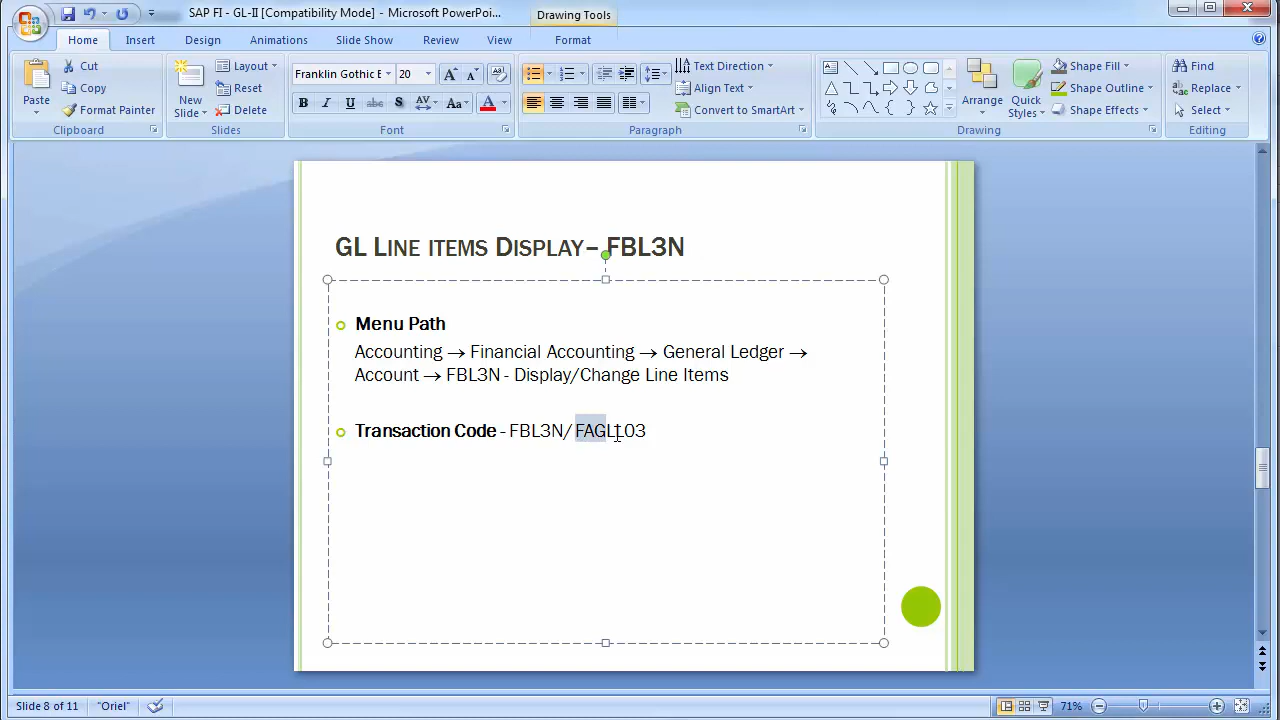 SAP FI - GL-II [Compatibility Mode] - Microsoft PowerPoi...
Drawing Tools
Home Insert Design Animations Slide Show Review View Format
Paste
Cut
Copy
Format Painter
Clipboard
New Slide
Layout
Reset
Delete
Slides
Franklin Gothic E 20
B I U abc S AV Aa A
Font
Text Direction
Align Text
Convert to SmartArt
Paragraph
Arrange
Quick Styles
Shape Fill
Shape Outline
Shape Effects
Drawing
Find
Replace
Select
Editing
GL LINE ITEMS DISPLAY– FBL3N
Menu Path
Accounting → Financial Accounting → General Ledger →
Account → FBL3N - Display/Change Line Items
Transaction Code - FBL3N/ FAGLL03
Slide 8 of 11 "Oriel" 71%